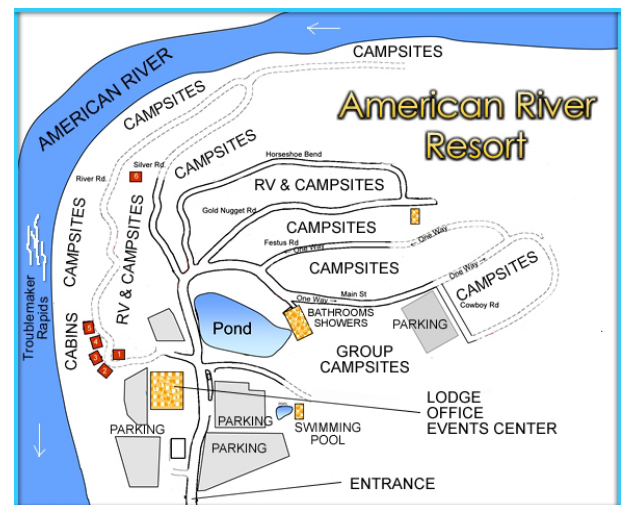 CAMPSITES
AMERICAN RIVER
CAMPSITES
American River
Resort
CAMPSITES
Horseshoe Bend
Silver Rd.
6
River Rd.
RV & CAMPSITES
Gold Nugget Rd.
CAMPSITES
CAMPSITES
RV & CAMPSITES
Festus Rd
One Way
One Way
CAMPSITES
One Way
CAMPSITES
Main St
One Way
Cowboy Rd
BATHROOMS
SHOWERS
PARKING
Pond
Troublemaker
Rapids
CABINS
5
4
3
2
1
GROUP
CAMPSITES
LODGE
OFFICE
EVENTS CENTER
PARKING
PARKING
SWIMMING
POOL
PARKING
ENTRANCE